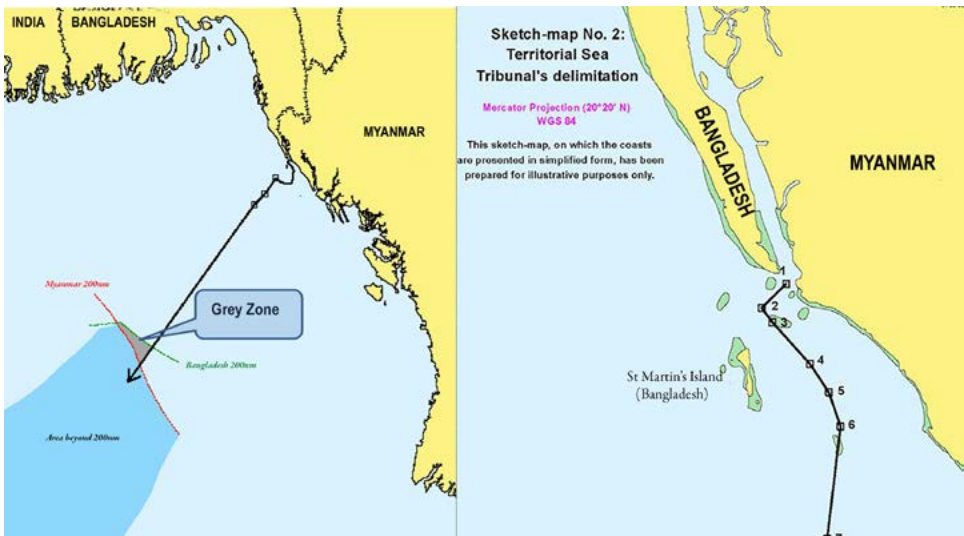 INDIA
BANGLADESH
MYANMAR
Myanmar 200nm
Grey Zone
Bangladesh 200nm
Area beyond 200nm
Sketch-map No. 2:
Territorial Sea
Tribunal's delimitation
Mercator Projection (20°20' N)
WGS 84
This sketch-map, on which the coasts
are presented in simplified form, has been
prepared for illustrative purposes only.
BANGLADESH
MYANMAR
1
2
3
4
5
6
St Martin's Island
(Bangladesh)